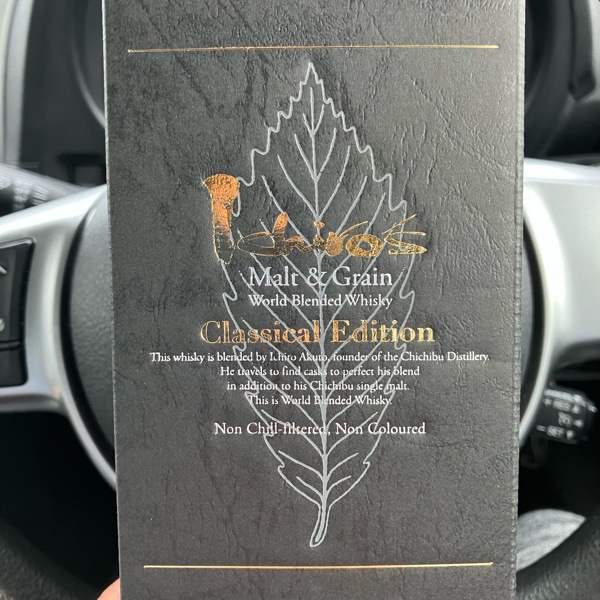 Ichiro's
Malt & Grain
World Blended Whisky
Classical Edition
This whisky is blended by Ichiro Akuto, founder of the Chichibu Distillery.
He travels to find casks to perfect his blend
in addition to his Chichibu single malt.
This is World Blended Whisky.
Non Chill-filtered, Non Coloured